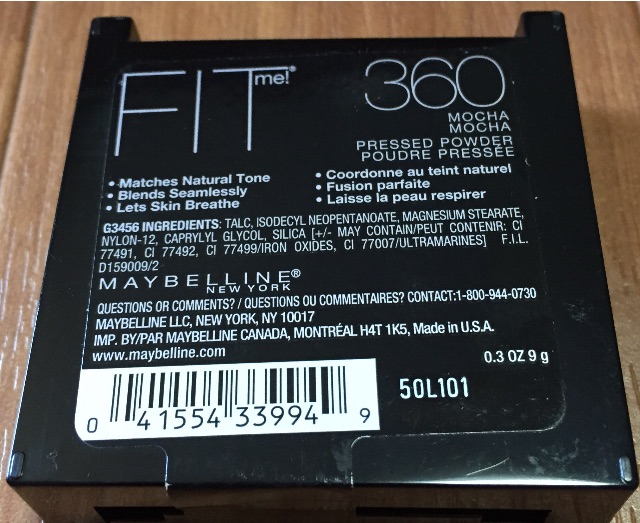 FIT me!®
360
MOCHA
MOCHA
PRESSED POWDER
POUDRE PRESSÉE
• Matches Natural Tone
• Blends Seamlessly
• Lets Skin Breathe
• Coordonne au teint naturel
• Fusion parfaite
• Laisse la peau respirer
G3456 INGREDIENTS: TALC, ISODECYL NEOPENTANOATE, MAGNESIUM STEARATE,
NYLON-12, CAPRYLYL GLYCOL, SILICA [+/- MAY CONTAIN/PEUT CONTENIR: CI
77491, CI 77492, CI 77499/IRON OXIDES, CI 77007/ULTRAMARINES] F.I.L.
D159009/2
MAYBELLINE®
NEW YORK
QUESTIONS OR COMMENTS? / QUESTIONS OU COMMENTAIRES? CONTACT:1-800-944-0730
MAYBELLINE LLC, NEW YORK, NY 10017
IMP. BY/PAR MAYBELLINE CANADA, MONTRÉAL H4T 1K5, Made in U.S.A.
www.maybelline.com
0.3 OZ 9 g
0 41554 33994 9
50L101